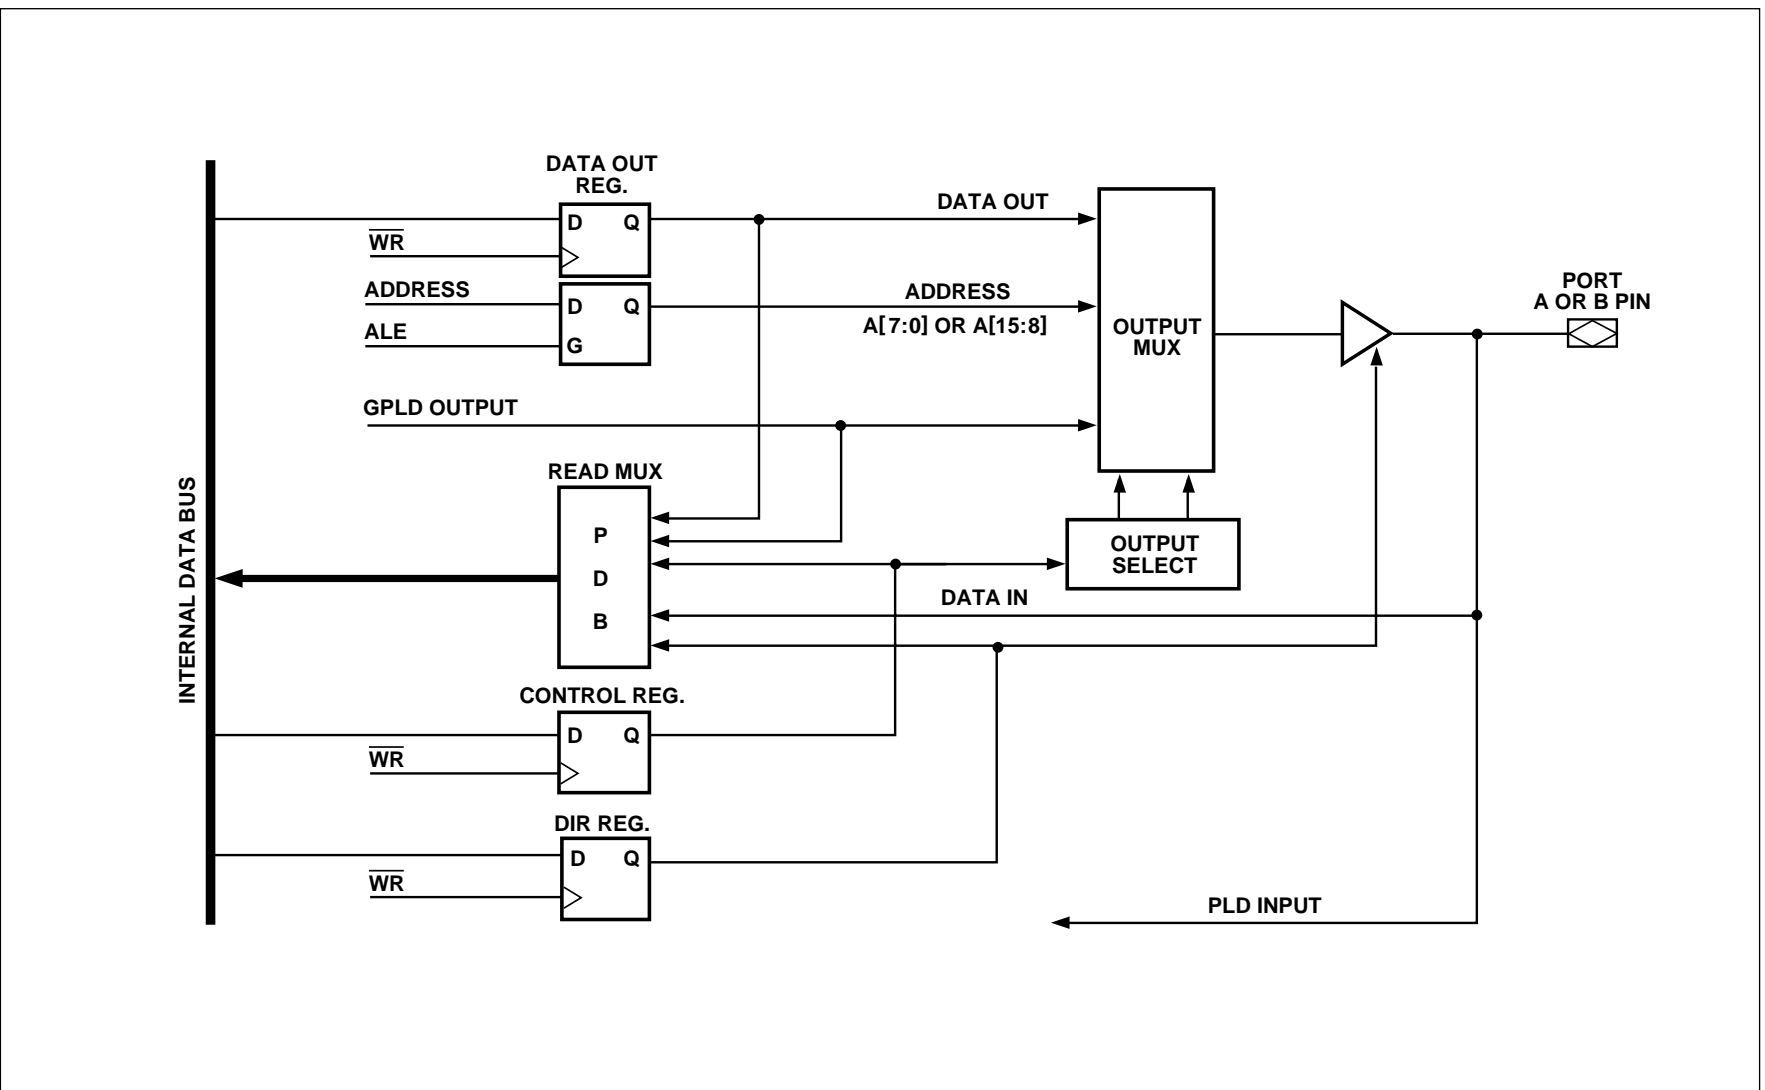 DATA OUT
REG.
D Q
WR
DATA OUT
ADDRESS
D Q
ALE
G
ADDRESS
A[7:0] OR A[15:8]
OUTPUT
MUX
PORT
A OR B PIN
GPLD OUTPUT
READ MUX
P
D
B
OUTPUT
SELECT
DATA IN
INTERNAL DATA BUS
CONTROL REG.
D Q
WR
DIR REG.
D Q
WR
PLD INPUT